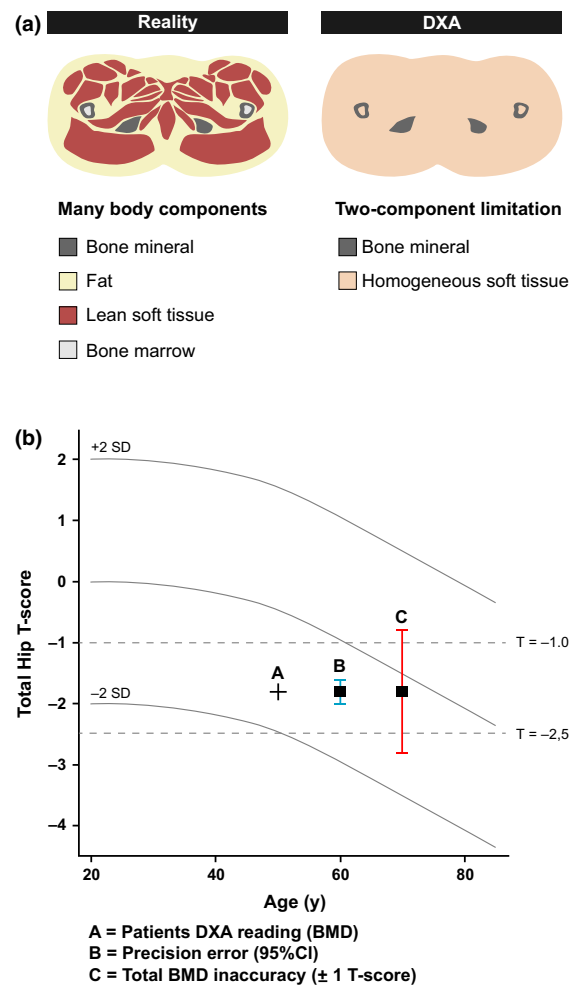 (a)
Reality
DXA
Many body components
Bone mineral
Fat
Lean soft tissue
Bone marrow
Two-component limitation
Bone mineral
Homogeneous soft tissue
(b)
Total Hip T-score
2
1
0
–1
–2
–3
–4
+2 SD
–2 SD
A
B
C
T = –1.0
T = –2,5
20
40
60
80
Age (y)
A = Patients DXA reading (BMD)
B = Precision error (95%CI)
C = Total BMD inaccuracy (± 1 T-score)